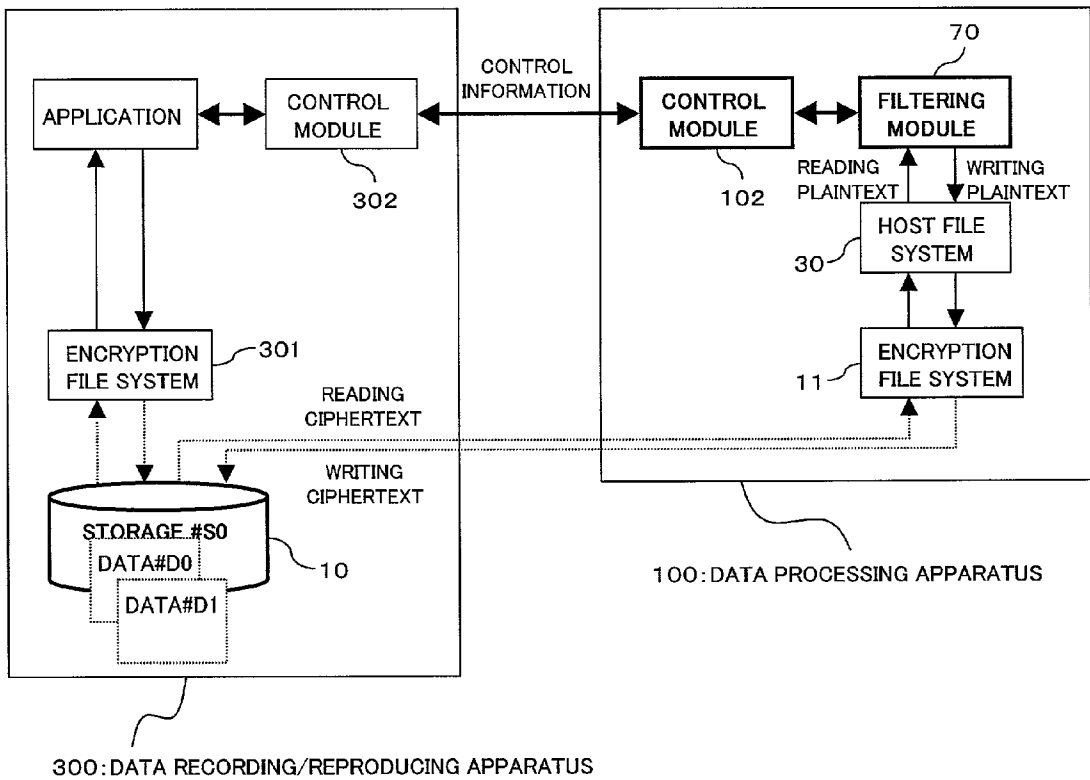 APPLICATION
CONTROL
MODULE
302
CONTROL
INFORMATION
CONTROL
MODULE
102
70
FILTERING
MODULE
READING
PLAINTEXT
WRITING
PLAINTEXT
HOST FILE
SYSTEM
30
ENCRYPTION
FILE SYSTEM
301
ENCRYPTION
FILE SYSTEM
11
READING
CIPHERTEXT
WRITING
CIPHERTEXT
STORAGE #S0
DATA#D0
DATA#D1
10
100:DATA PROCESSING APPARATUS
300:DATA RECORDING/REPRODUCING APPARATUS